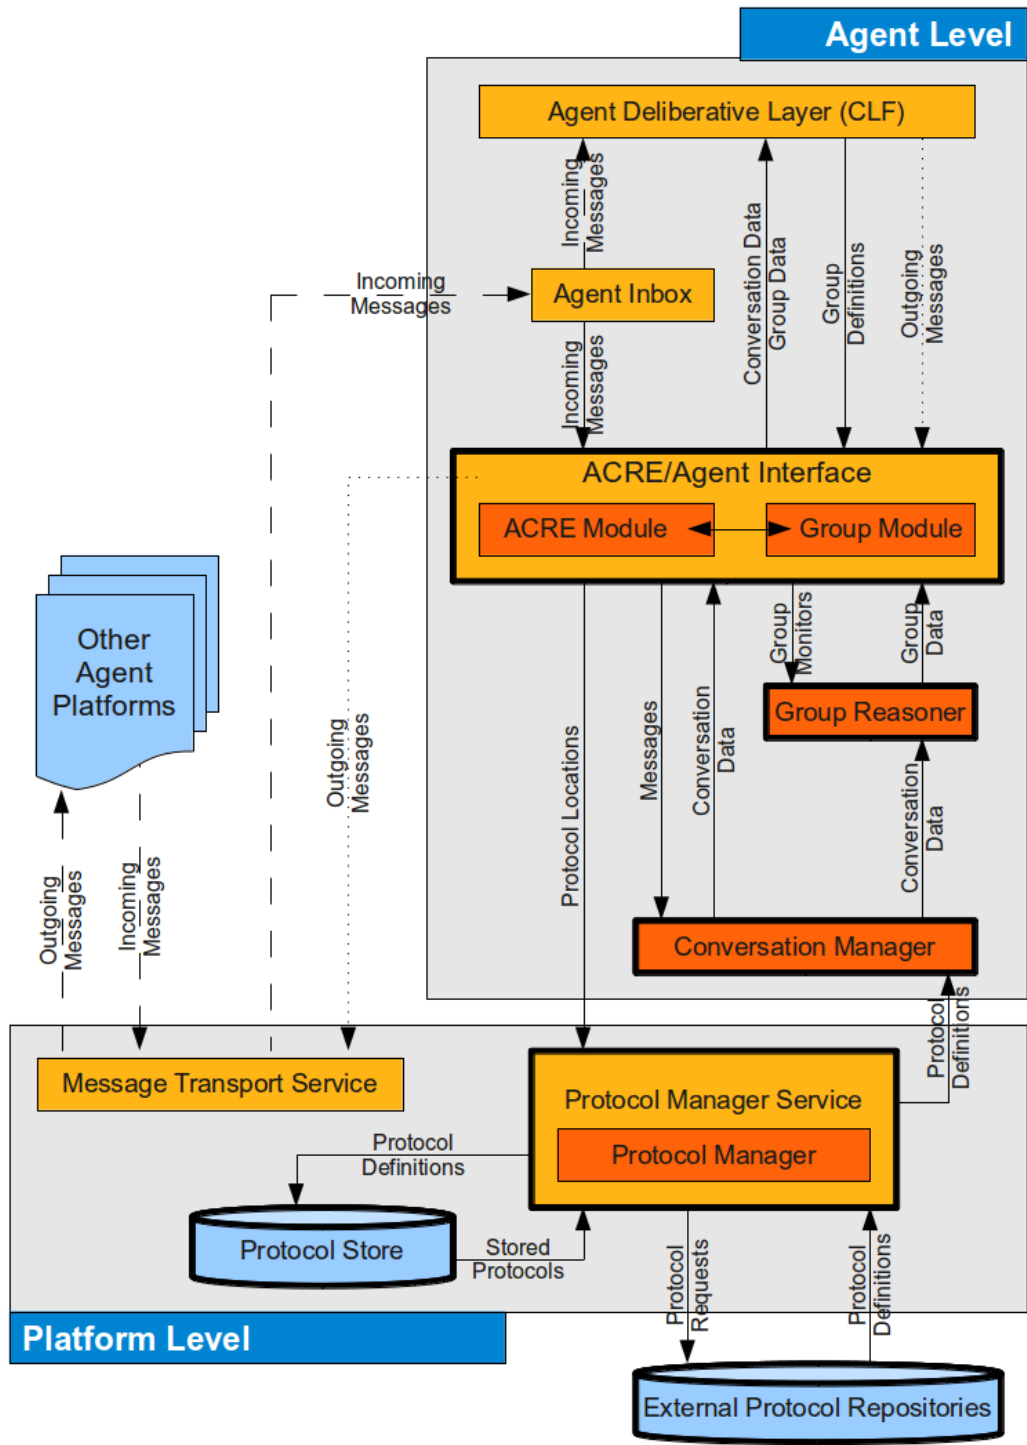 Agent Level
Agent Deliberative Layer (CLF)
Incoming
Messages
Conversation Data
Group Data
Group
Definitions
Outgoing
Messages
Incoming
Messages
Agent Inbox
Incoming
Messages
ACRE/Agent Interface
ACRE Module
Group Module
Other
Agent
Platforms
Group
Monitors
Group
Data
Group Reasoner
Outgoing
Messages
Protocol Locations
Messages
Conversation
Data
Conversation
Data
Outgoing
Messages
Incoming
Messages
Conversation Manager
Protocol
Definitions
Message Transport Service
Protocol Manager Service
Protocol Manager
Protocol
Definitions
Protocol Store
Stored
Protocols
Protocol
Requests
Protocol
Definitions
Platform Level
External Protocol Repositories